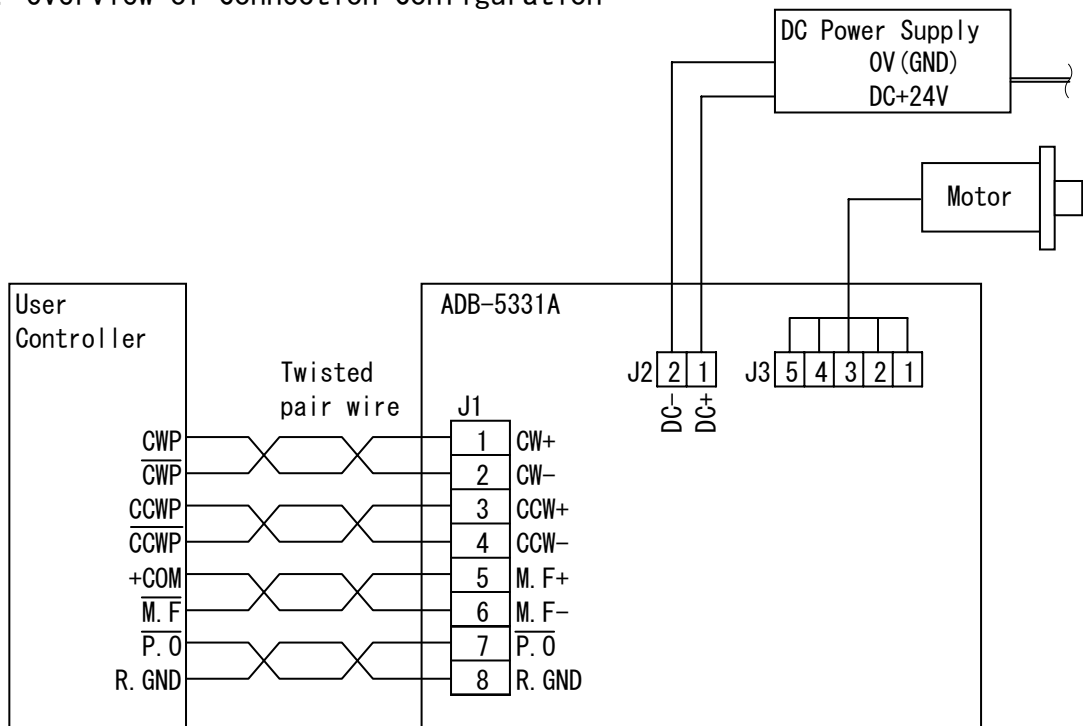 Overview of Connection Configuration
DC Power Supply
0V(GND)
DC+24V
Motor
User
Controller
ADB-5331A
Twisted
pair wire
J2 2 1
J3 5 4 3 2 1
DC-
DC+
J1
CWP 1 CW+
CWP 2 CW-
CCWP 3 CCW+
CCWP 4 CCW-
+COM 5 M.F+
M.F 6 M.F-
P.O 7 P.O
R.GND 8 R.GND